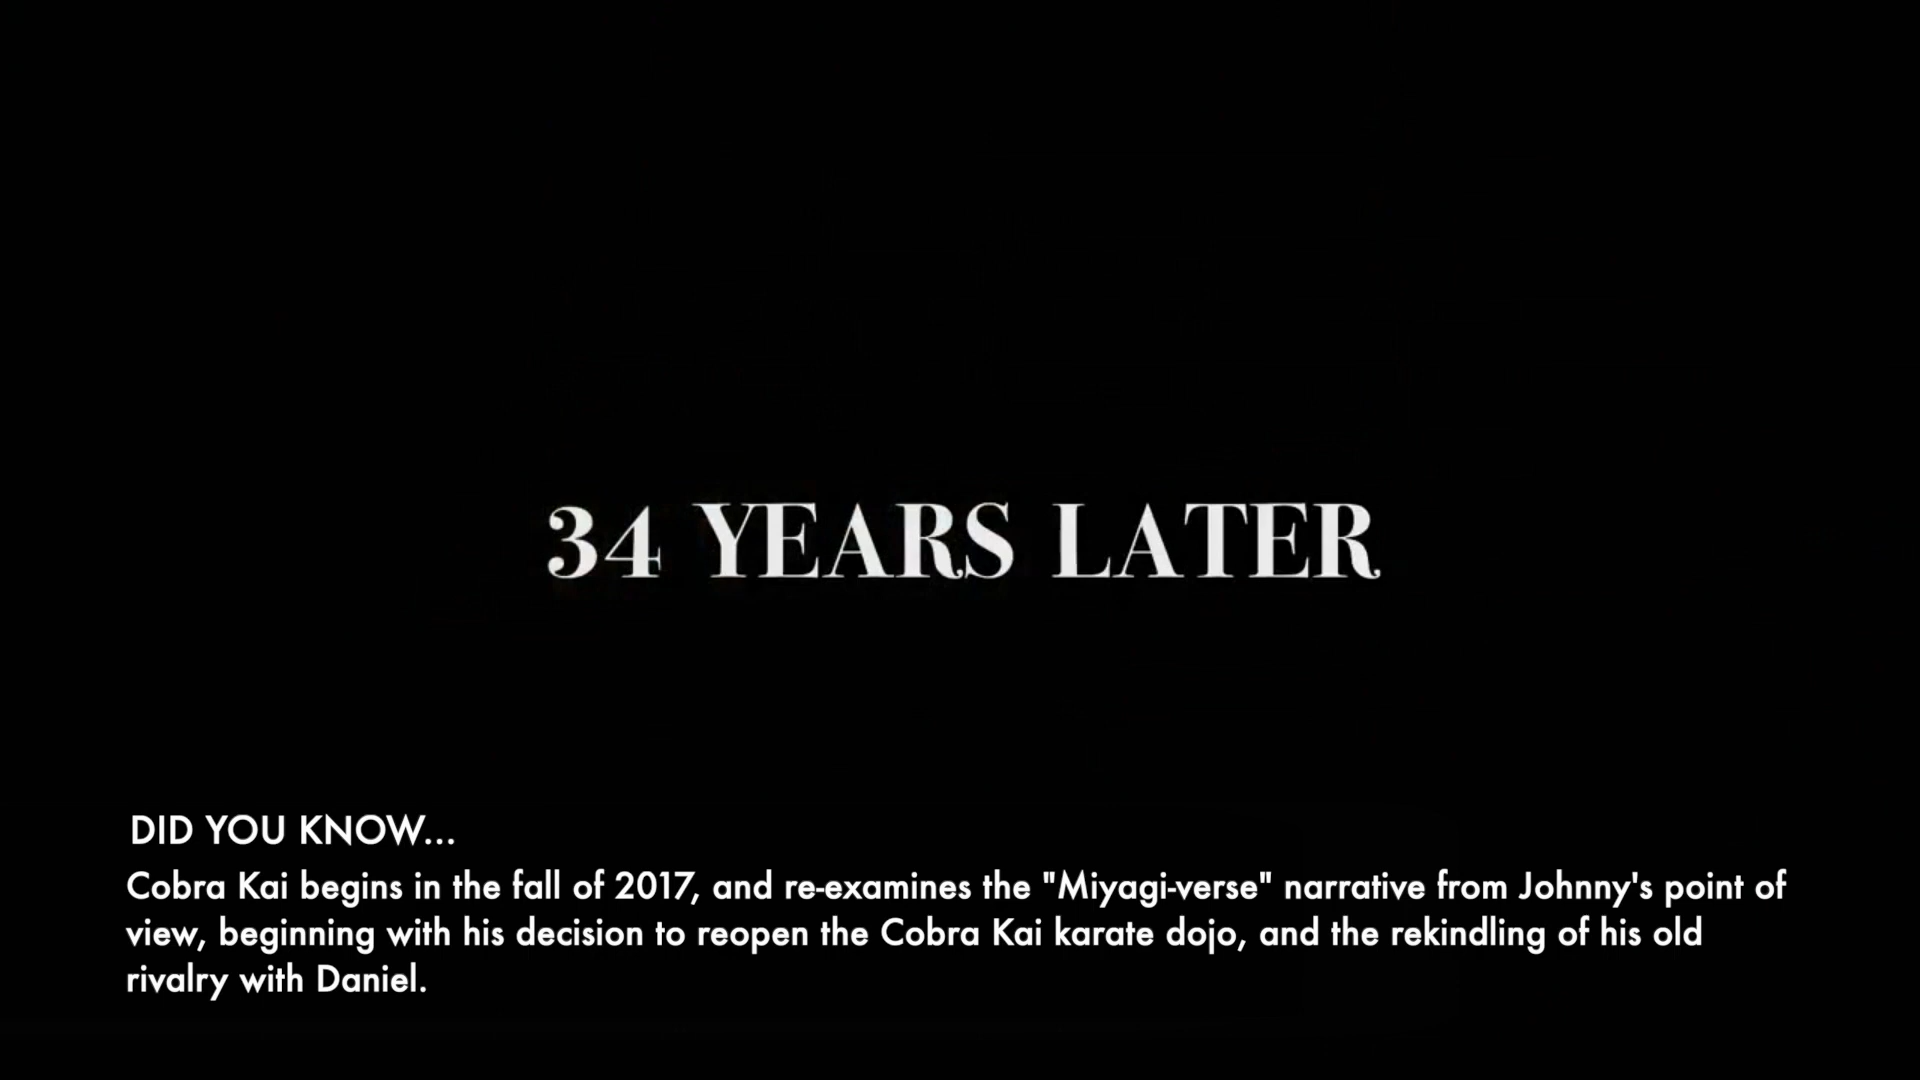 34 YEARS LATER
DID YOU KNOW...
Cobra Kai begins in the fall of 2017, and re-examines the "Miyagi-verse" narrative from Johnny's point of
view, beginning with his decision to reopen the Cobra Kai karate dojo, and the rekindling of his old
rivalry with Daniel.